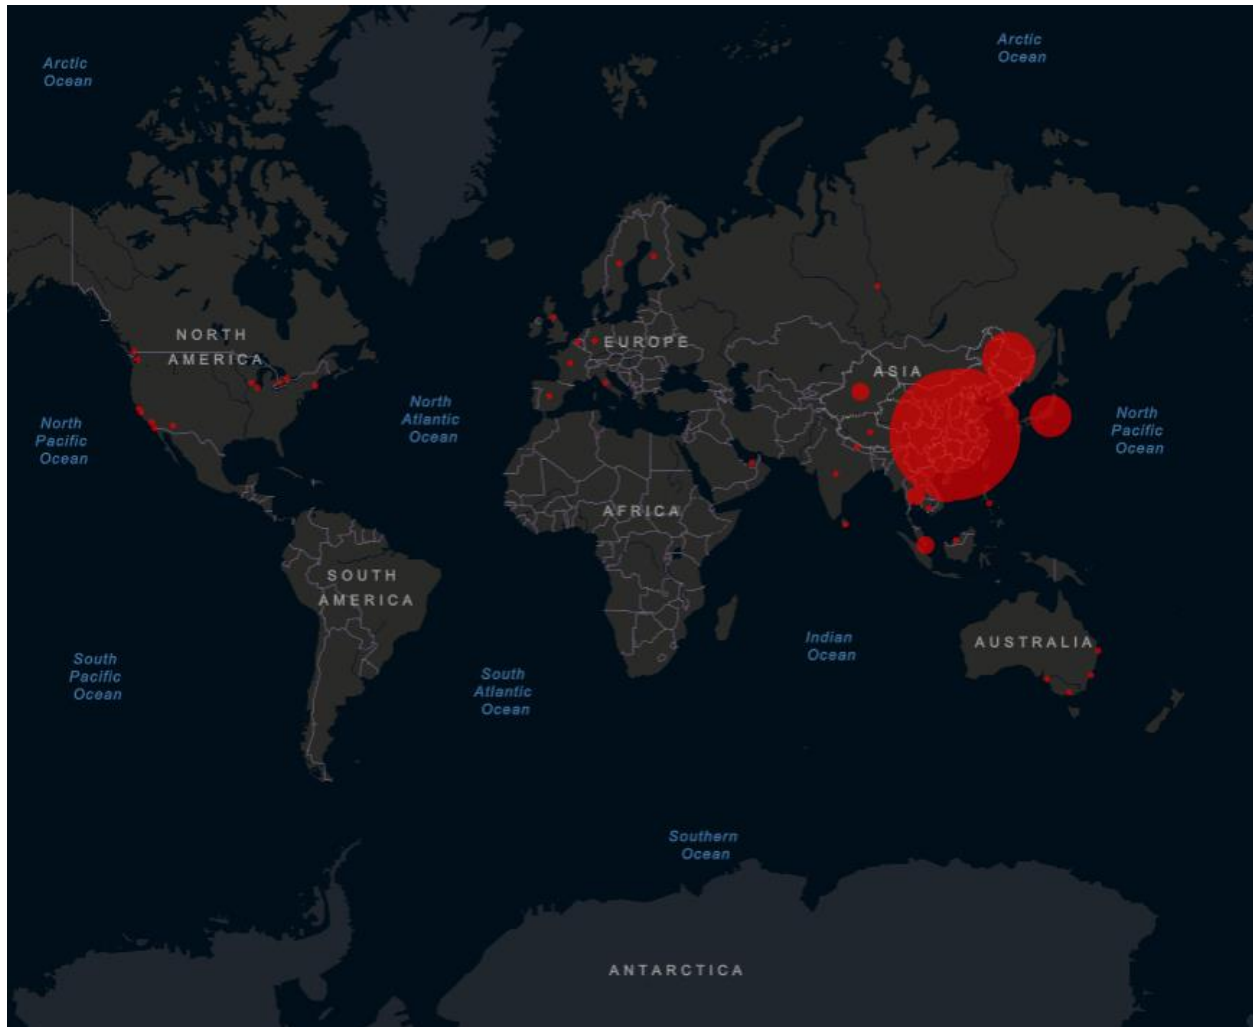 Arctic
Ocean
Arctic
Ocean
NORTH
AMERICA
EUROPE
ASIA
North
Atlantic
Ocean
North
Pacific
Ocean
North
Pacific
Ocean
AFRICA
SOUTH
AMERICA
Indian
Ocean
AUSTRALIA
South
Pacific
Ocean
South
Atlantic
Ocean
Southern
Ocean
ANTARCTICA